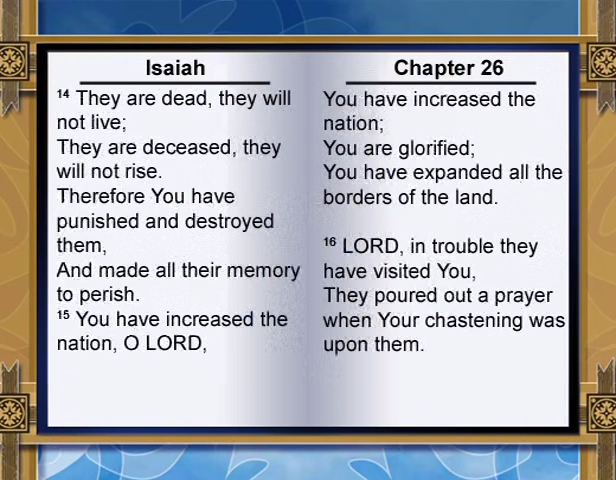 Isaiah
¹⁴ They are dead, they will
not live;
They are deceased, they
will not rise.
Therefore You have
punished and destroyed
them,
And made all their memory
to perish.
¹⁵ You have increased the
nation, O LORD,
Chapter 26
You have increased the
nation;
You are glorified;
You have expanded all the
borders of the land.
¹⁶ LORD, in trouble they
have visited You,
They poured out a prayer
when Your chastening was
upon them.